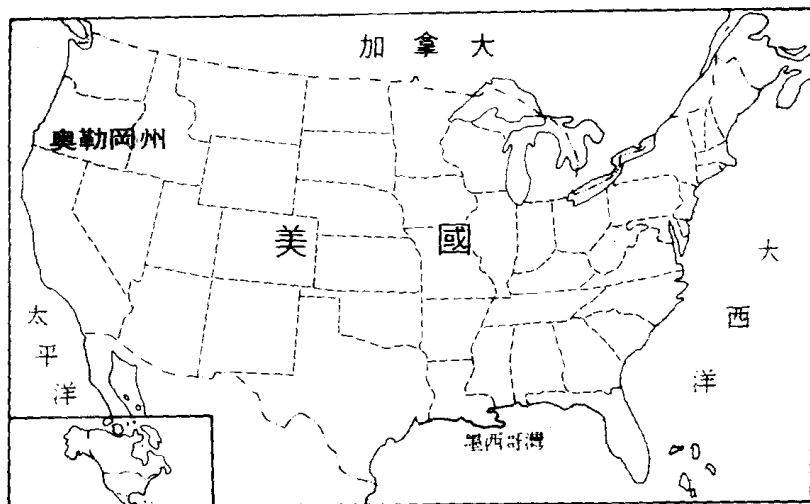 加拿大
奧勒岡州
美國
大西洋
太平洋
墨西哥灣